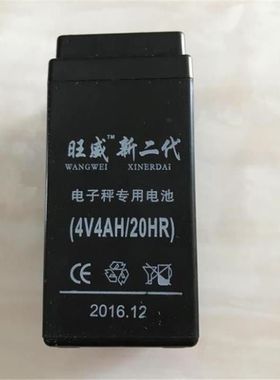 旺威™ 新二代
WANGWEI XINERDAI
电子秤专用电池
(4V4AH/20HR)
CE
2016.12